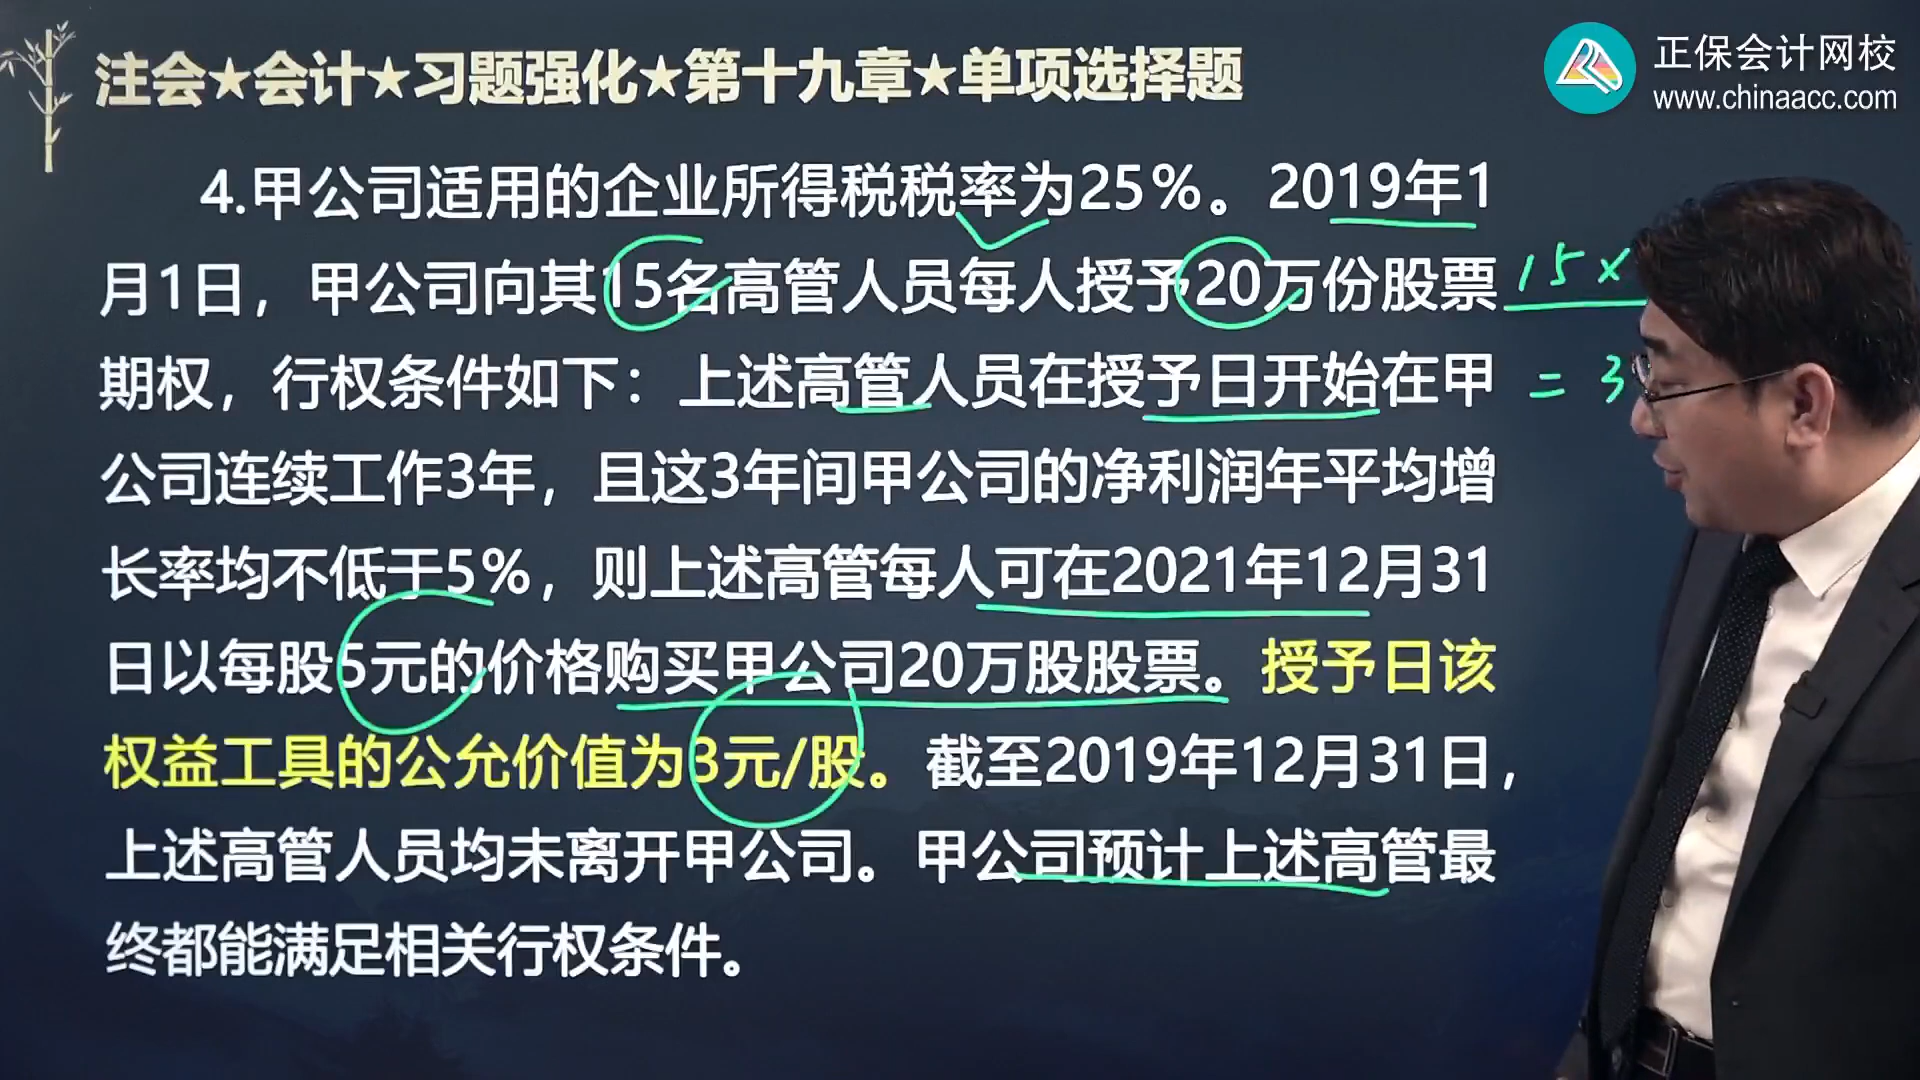 注会★会计★习题强化★第十九章★单项选择题
正保会计网校
www.chinaacc.com
4.甲公司适用的企业所得税税率为25%。2019年1
月1日，甲公司向其15名高管人员每人授予20万份股票
15×
期权，行权条件如下：上述高管人员在授予日开始在甲
= 3
公司连续工作3年，且这3年间甲公司的净利润年平均增
长率均不低于5%，则上述高管每人可在2021年12月31
日以每股5元的价格购买甲公司20万股股票。授予日该
权益工具的公允价值为3元/股。截至2019年12月31日，
上述高管人员均未离开甲公司。甲公司预计上述高管最
终都能满足相关行权条件。